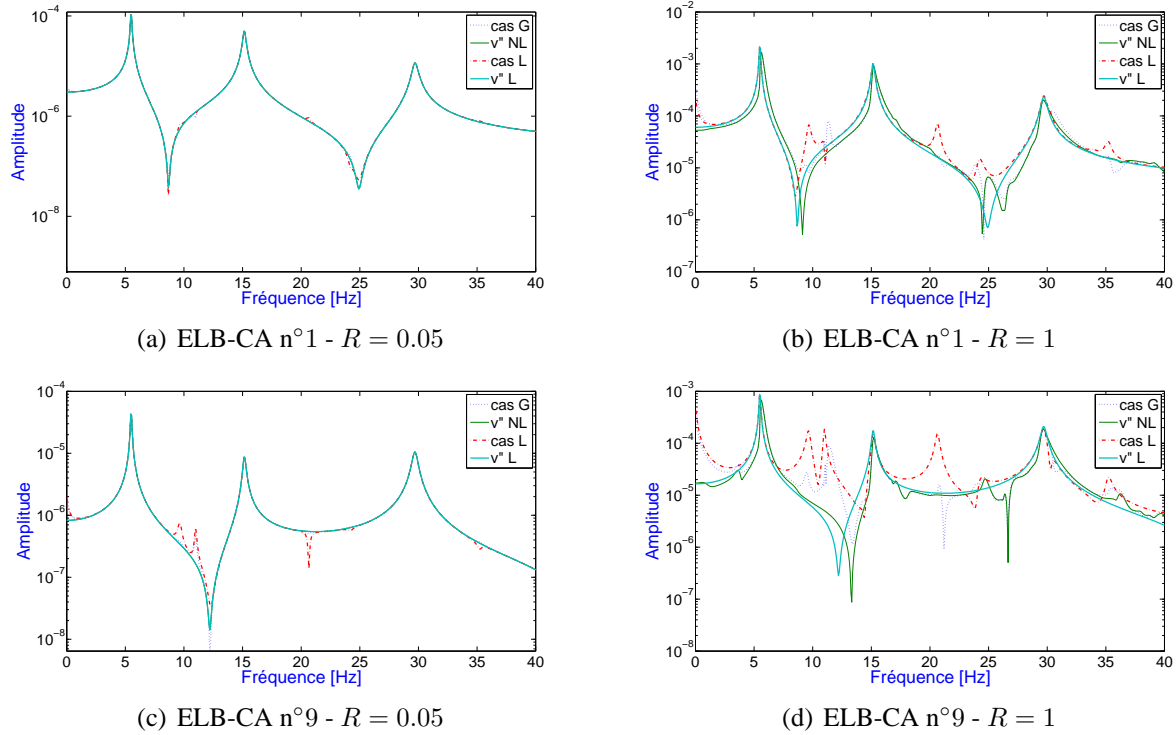 10^{-4}
10^{-6}
10^{-8}
Amplitude
0 5 10 15 20 25 30 35 40
Fréquence [Hz]
cas G
v'' NL
cas L
v'' L
(a) ELB-CA n°1 - R = 0.05
10^{-2}
10^{-3}
10^{-4}
10^{-5}
10^{-6}
10^{-7}
Amplitude
0 5 10 15 20 25 30 35 40
Fréquence [Hz]
cas G
v'' NL
cas L
v'' L
(b) ELB-CA n°1 - R = 1
10^{-4}
10^{-5}
10^{-6}
10^{-7}
10^{-8}
Amplitude
0 5 10 15 20 25 30 35 40
Fréquence [Hz]
cas G
v'' NL
cas L
v'' L
(c) ELB-CA n°9 - R = 0.05
10^{-3}
10^{-4}
10^{-5}
10^{-6}
10^{-7}
10^{-8}
Amplitude
0 5 10 15 20 25 30 35 40
Fréquence [Hz]
cas G
v'' NL
cas L
v'' L
(d) ELB-CA n°9 - R = 1